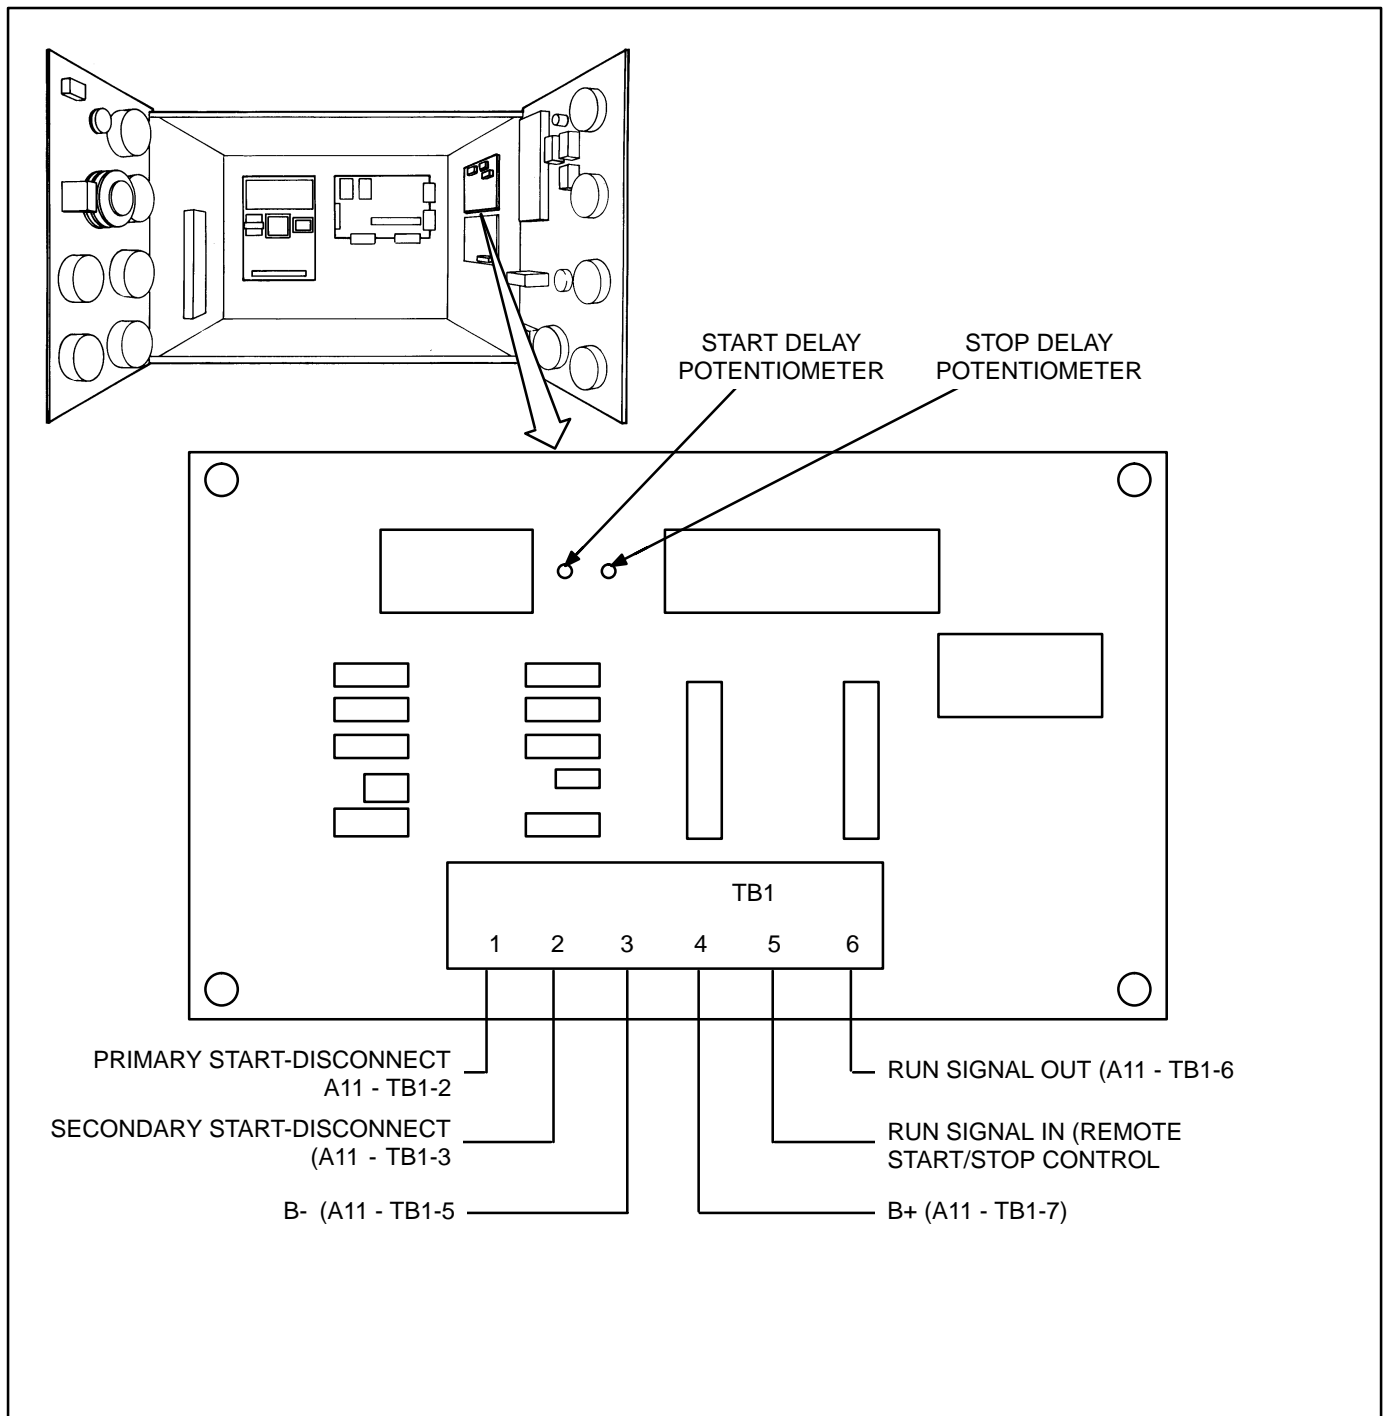 START DELAY
POTENTIOMETER
STOP DELAY
POTENTIOMETER
TB1
1 2 3 4 5 6
PRIMARY START-DISCONNECT
A11 - TB1-2
SECONDARY START-DISCONNECT
(A11 - TB1-3
B- (A11 - TB1-5
RUN SIGNAL OUT (A11 - TB1-6
RUN SIGNAL IN (REMOTE
START/STOP CONTROL
B+ (A11 - TB1-7)